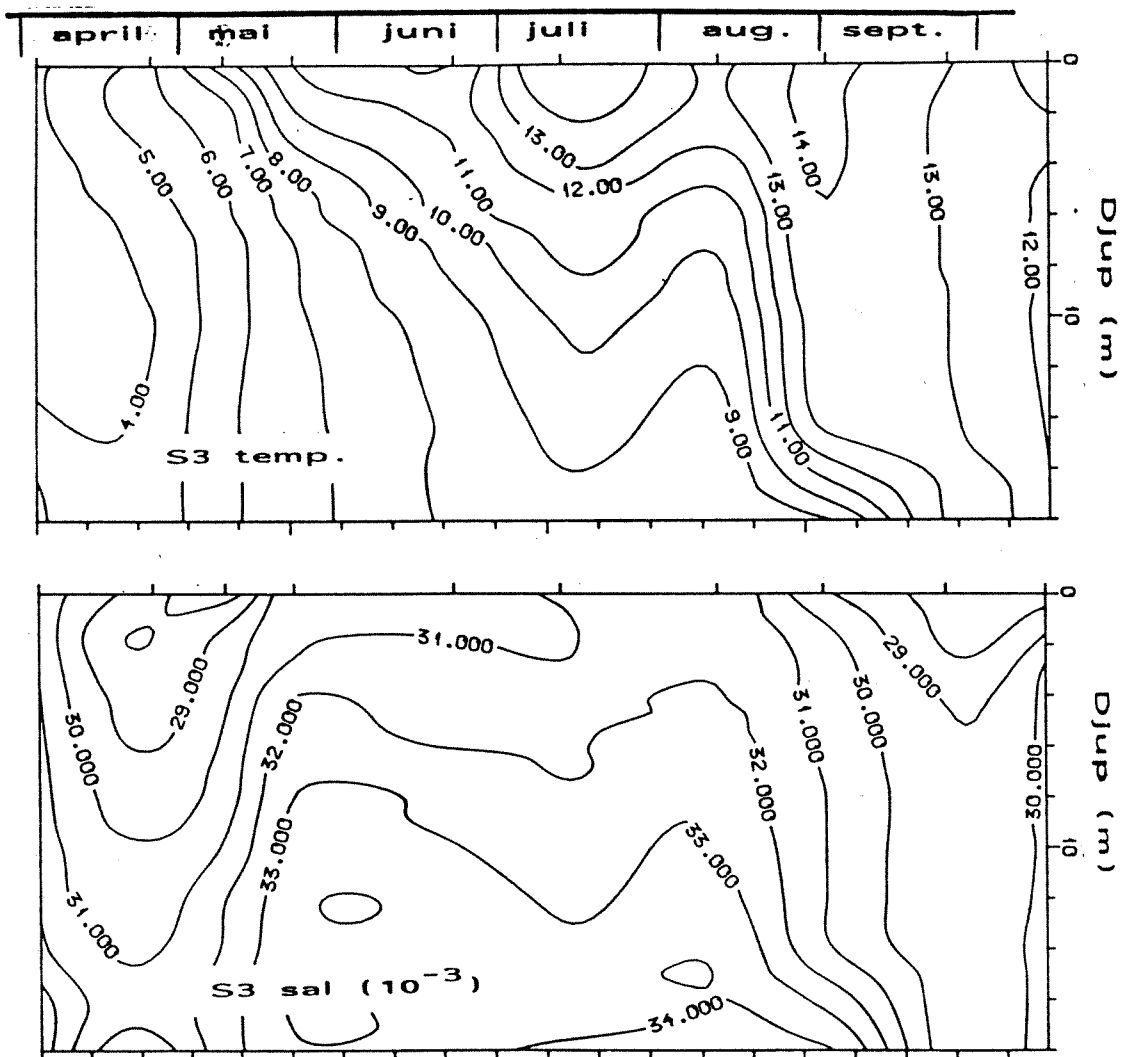 april mai juni juli aug. sept.
0
5.00 6.00 7.00 8.00 9.00 10.00 11.00 12.00 13.00 13.00 14.00 13.00 12.00
Djup (m)
10
4.00 9.00 11.00
S3 temp.
0
31.000 29.000 29.000
30.000 32.000 31.000 30.000
32.000 30.000
Djup (m)
33.000 33.000
10
31.000
S3 sal (10⁻³)
34.000